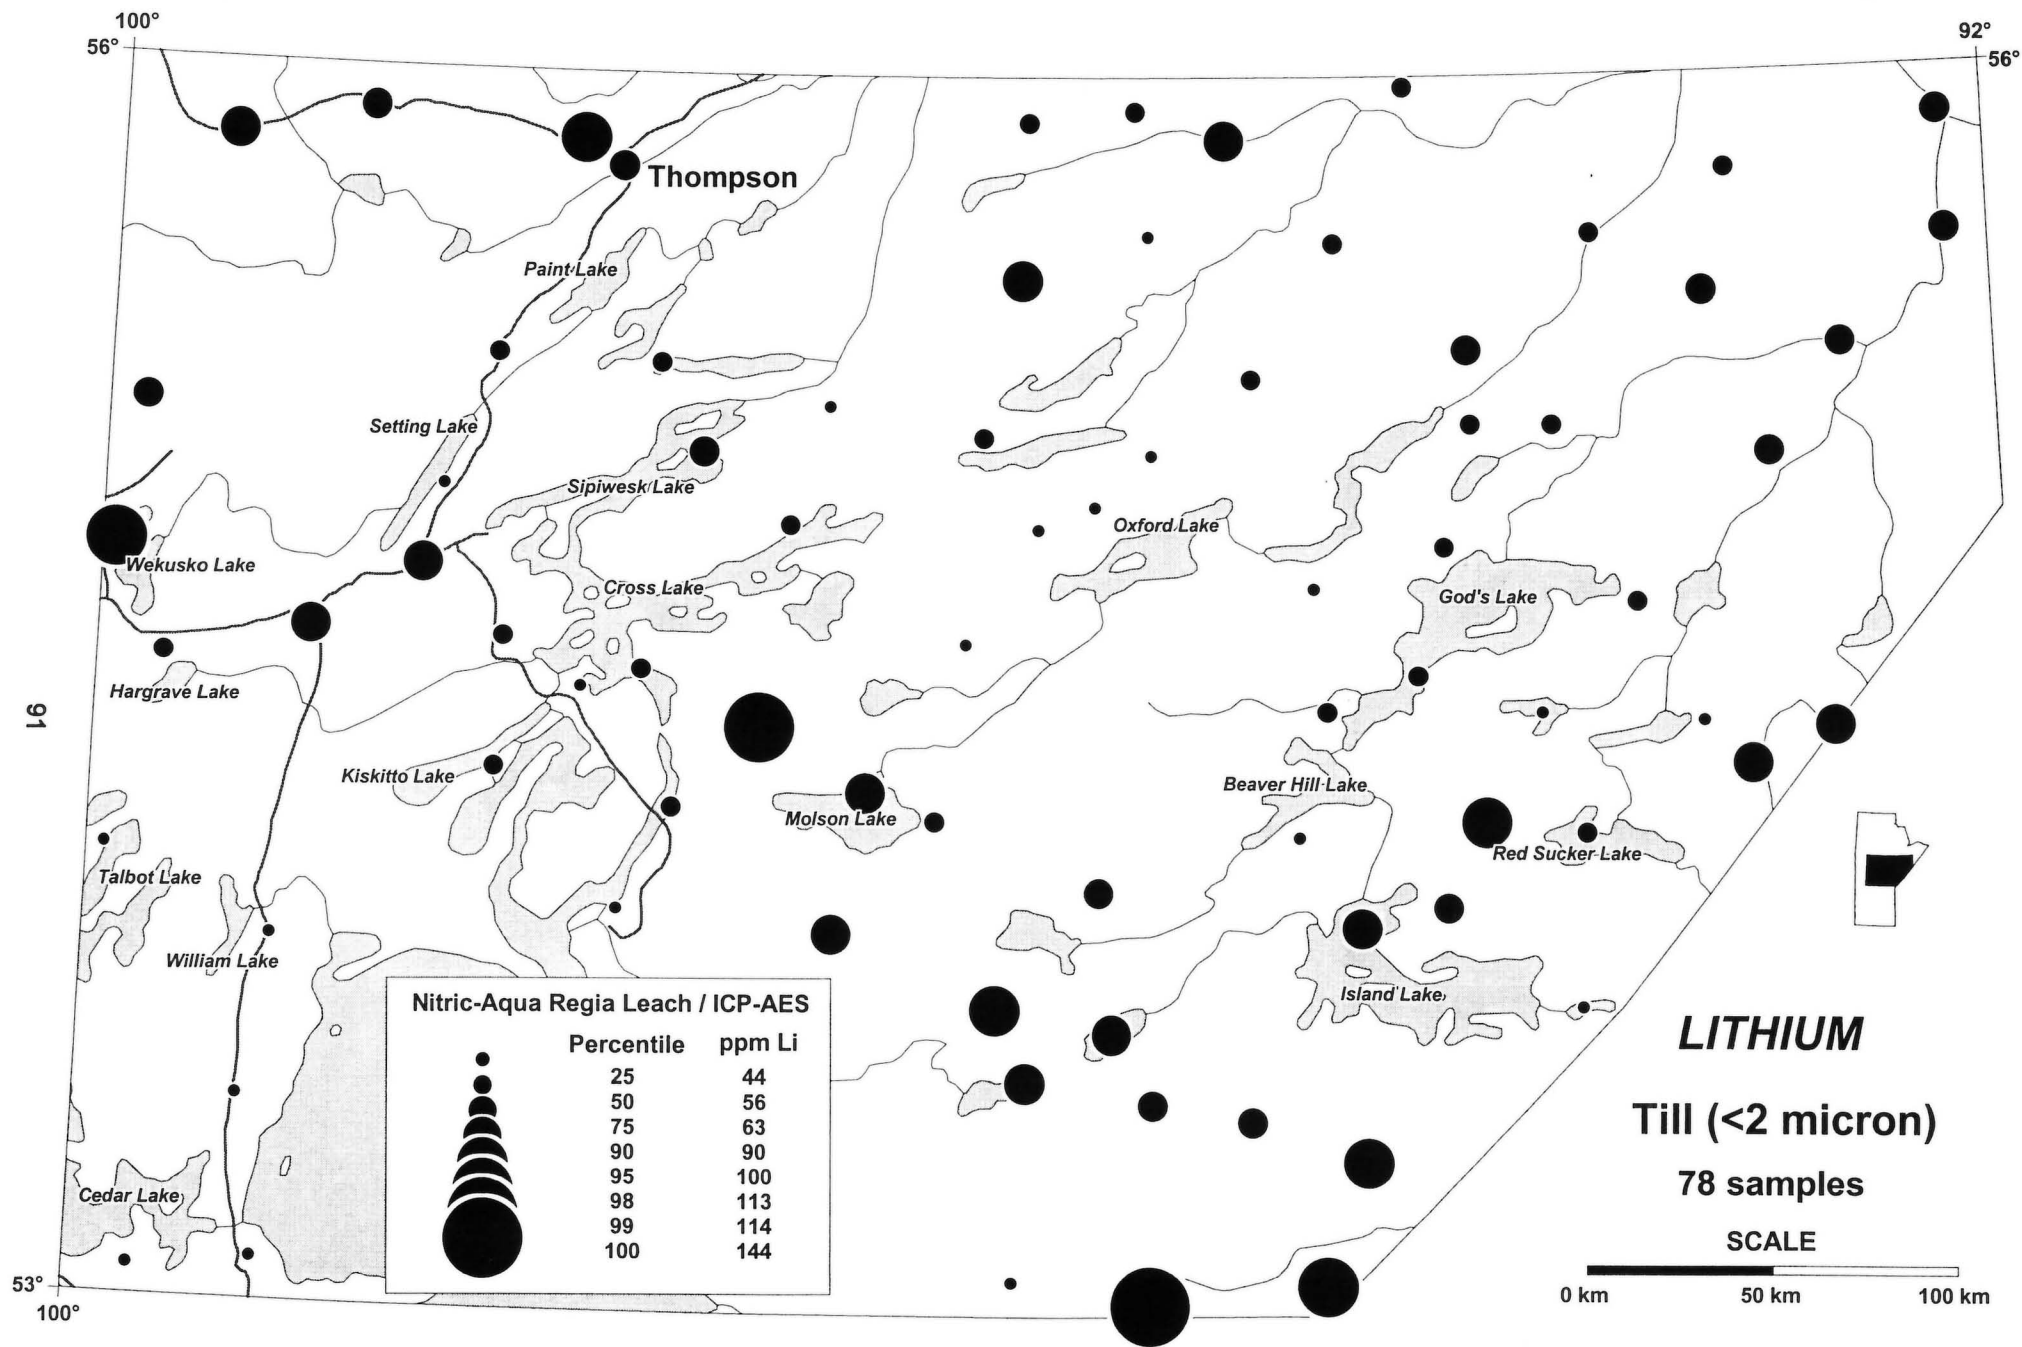 100°
92°
56°
56°
Thompson
Paint Lake
Setting Lake
Sipiwesk Lake
Oxford Lake
Wekusko Lake
Cross Lake
God's Lake
Hargrave Lake
91
Kiskitto Lake
Beaver Hill Lake
Molson Lake
Red Sucker Lake
Talbot Lake
William Lake
Island Lake
Nitric-Aqua Regia Leach / ICP-AES
Percentile ppm Li
25 44
50 56
75 63
90 90
95 100
98 113
99 114
100 144
LITHIUM
Till (<2 micron)
78 samples
SCALE
0 km 50 km 100 km
Cedar Lake
53°
100°